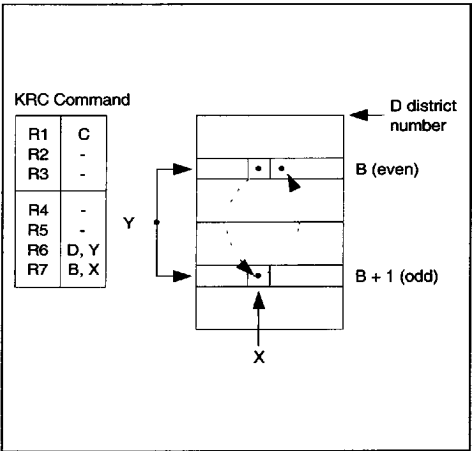 KRC Command
R1 C
R2 -
R3 -
R4 -
R5 -
R6 D, Y
R7 B, X
D district
number
B (even)
Y
B + 1 (odd)
X